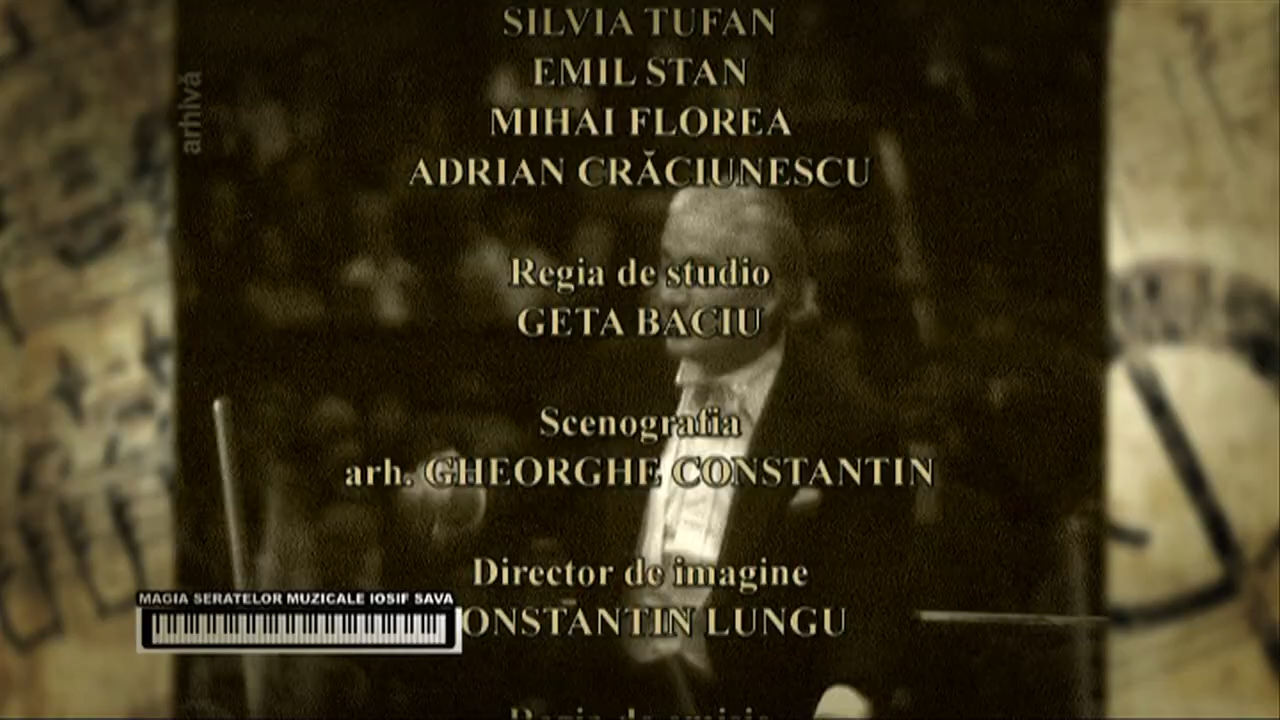 SILVIA TUFAN
EMIL STAN
MIHAI FLOREA
ADRIAN CRĂCIUNESCU
arhivă
Regia de studio
GETA BACIU
Scenografia
arh. GHEORGHE CONSTANTIN
Director de imagine
ONSTANTIN LUNGU
MAGIA SERATELOR MUZICALE IOSIF SAVA